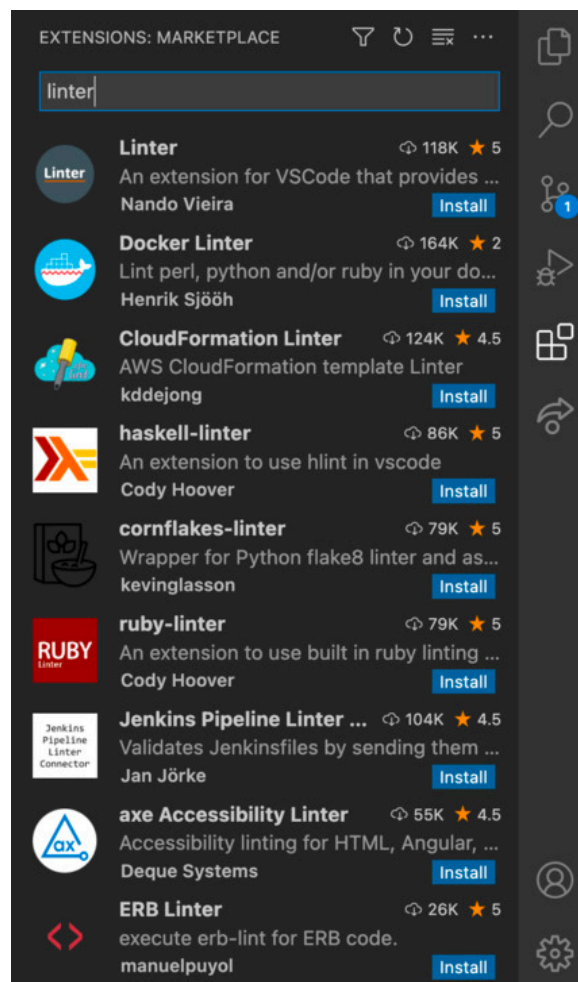 EXTENSIONS: MARKETPLACE
linter
Linter
Linter 118K 5
An extension for VSCode that provides ...
Nando Vieira Install
Docker Linter 164K 2
Lint perl, python and/or ruby in your do...
Henrik Sjööh Install
CloudFormation Linter 124K 4.5
AWS CloudFormation template Linter
kddejong Install
haskell-linter 86K 5
An extension to use hlint in vscode
Cody Hoover Install
cornflakes-linter 79K 5
Wrapper for Python flake8 linter and as...
kevinglasson Install
RUBY
Linter
ruby-linter 79K 5
An extension to use built in ruby linting ...
Cody Hoover Install
Jenkins
Pipeline
Linter
Connector
Jenkins Pipeline Linter ... 104K 4.5
Validates Jenkinsfiles by sending them ...
Jan Jörke Install
ax
axe Accessibility Linter 55K 4.5
Accessibility linting for HTML, Angular, ...
Deque Systems Install
ERB Linter 26K 5
execute erb-lint for ERB code.
manuelpuyol Install
1